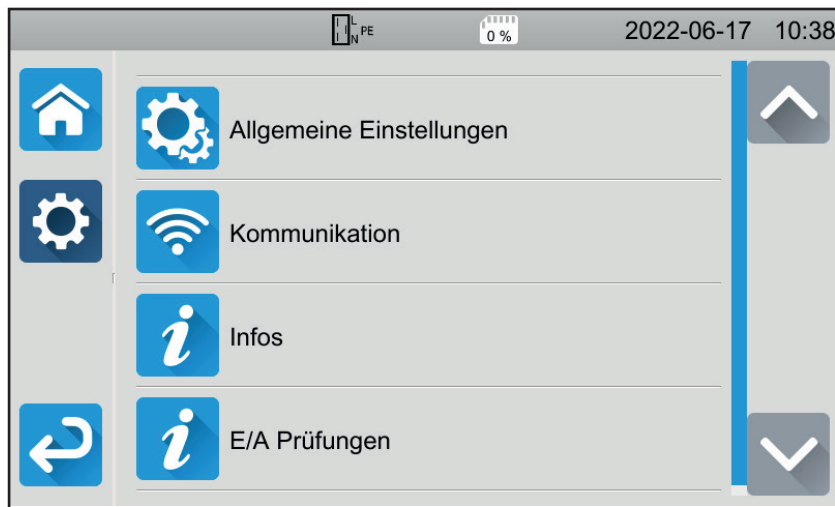 L
N PE
0 %
2022-06-17 10:38
Allgemeine Einstellungen
Kommunikation
Infos
E/A Prüfungen